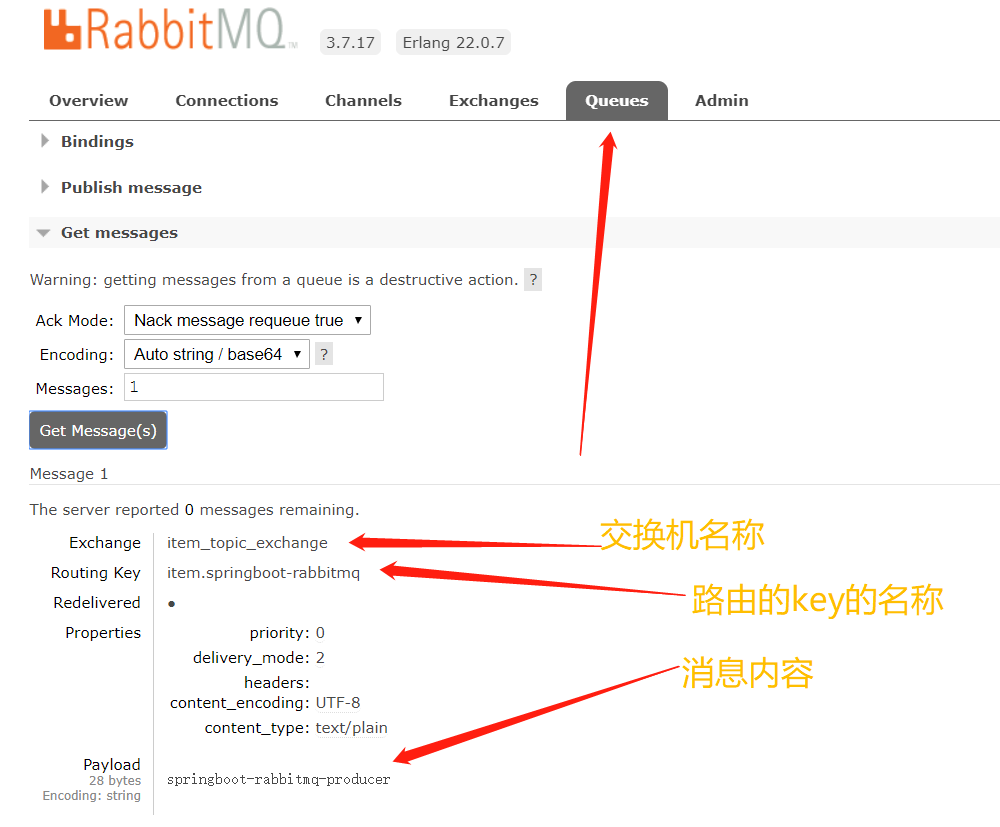 RabbitMQ TM 3.7.17 Erlang 22.0.7
Overview Connections Channels Exchanges Queues Admin
Bindings
Publish message
Get messages
Warning: getting messages from a queue is a destructive action. ?
Ack Mode: Nack message requeue true
Encoding: Auto string / base64 ?
Messages: 1
Get Message(s)
Message 1
The server reported 0 messages remaining.
Exchange item_topic_exchange 交换机名称
Routing Key item.springboot-rabbitmq 路由的key的名称
Redelivered ●
Properties priority: 0
delivery_mode: 2
headers: 消息内容
content_encoding: UTF-8
content_type: text/plain
Payload
28 bytes
Encoding: string
springboot-rabbitmq-producer